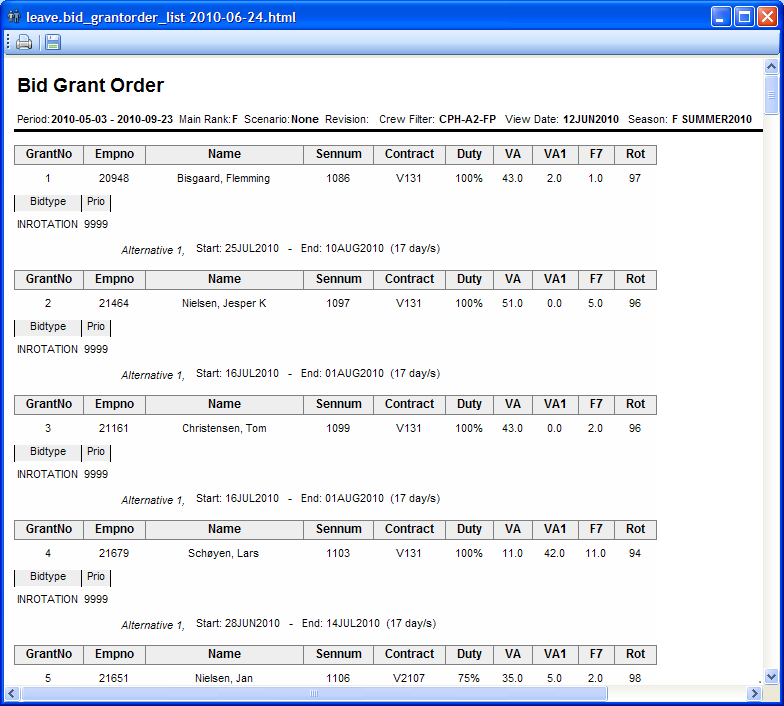 leave.bid_grantorder_list 2010-06-24.html
Bid Grant Order
Period: 2010-05-03 - 2010-09-23 Main Rank: F Scenario: None Revision: Crew Filter: CPH-A2-FP View Date: 12JUN2010 Season: F SUMMER2010
GrantNo Empno Name Sennum Contract Duty VA VA1 F7 Rot
1 20948 Bisgaard, Flemming 1086 V131 100% 43.0 2.0 1.0 97
Bidtype Prio
INROTATION 9999
Alternative 1, Start: 25JUL2010 - End: 10AUG2010 (17 day/s)
GrantNo Empno Name Sennum Contract Duty VA VA1 F7 Rot
2 21464 Nielsen, Jesper K 1097 V131 100% 51.0 0.0 5.0 96
Bidtype Prio
INROTATION 9999
Alternative 1, Start: 16JUL2010 - End: 01AUG2010 (17 day/s)
GrantNo Empno Name Sennum Contract Duty VA VA1 F7 Rot
3 21161 Christensen, Tom 1099 V131 100% 43.0 0.0 2.0 96
Bidtype Prio
INROTATION 9999
Alternative 1, Start: 16JUL2010 - End: 01AUG2010 (17 day/s)
GrantNo Empno Name Sennum Contract Duty VA VA1 F7 Rot
4 21679 Schøyen, Lars 1103 V131 100% 11.0 42.0 11.0 94
Bidtype Prio
INROTATION 9999
Alternative 1, Start: 28JUN2010 - End: 14JUL2010 (17 day/s)
GrantNo Empno Name Sennum Contract Duty VA VA1 F7 Rot
5 21651 Nielsen, Jan 1106 V2107 75% 35.0 5.0 2.0 98